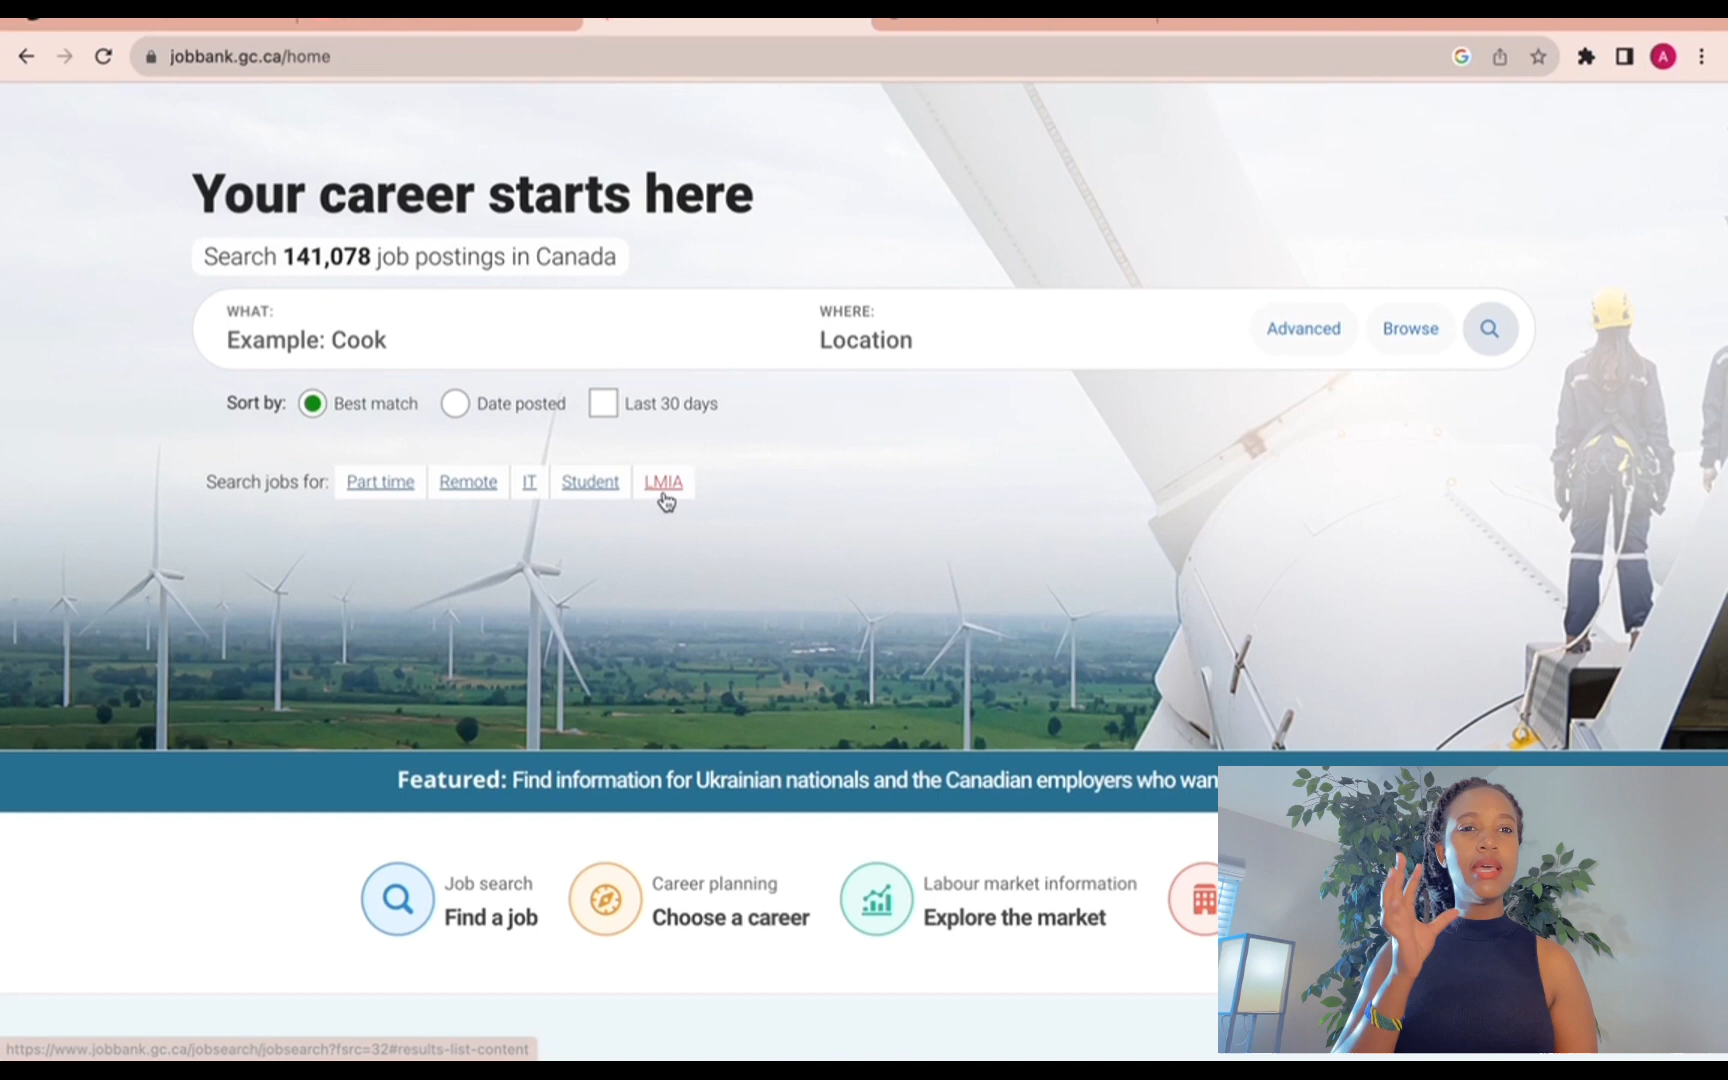 jobbank.gc.ca/home
A
Your career starts here
Search 141,078 job postings in Canada
WHAT:
Example: Cook
WHERE:
Location
Advanced
Browse
Sort by:
Best match
Date posted
Last 30 days
Search jobs for:
Part time
Remote
IT
Student
LMIA
Featured: Find information for Ukrainian nationals and the Canadian employers who wan
Job search
Find a job
Career planning
Choose a career
Labour market information
Explore the market
https://www.jobbank.gc.ca/jobsearch/jobsearch?fsrc=32#results-list-content